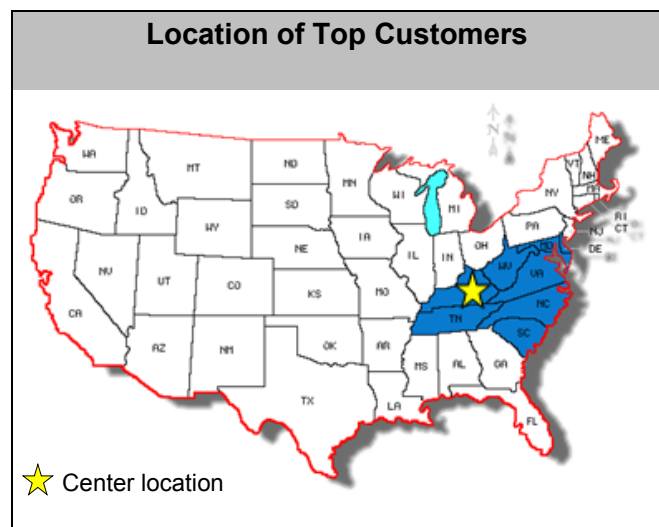 Location of Top Customers
N N
ME
WA
MT
ND
MN
VT
NH
OR
ID
SD
WI
MI
NY
MA
WY
RI
CT
IA
PA
NJ
NE
OH
DE
NV
UT
CO
IL
IN
MD
WV
VA
KS
MO
CA
NC
TN
OK
AR
SC
AZ
NM
MS
AL
GA
TX
LA
FL
Center location